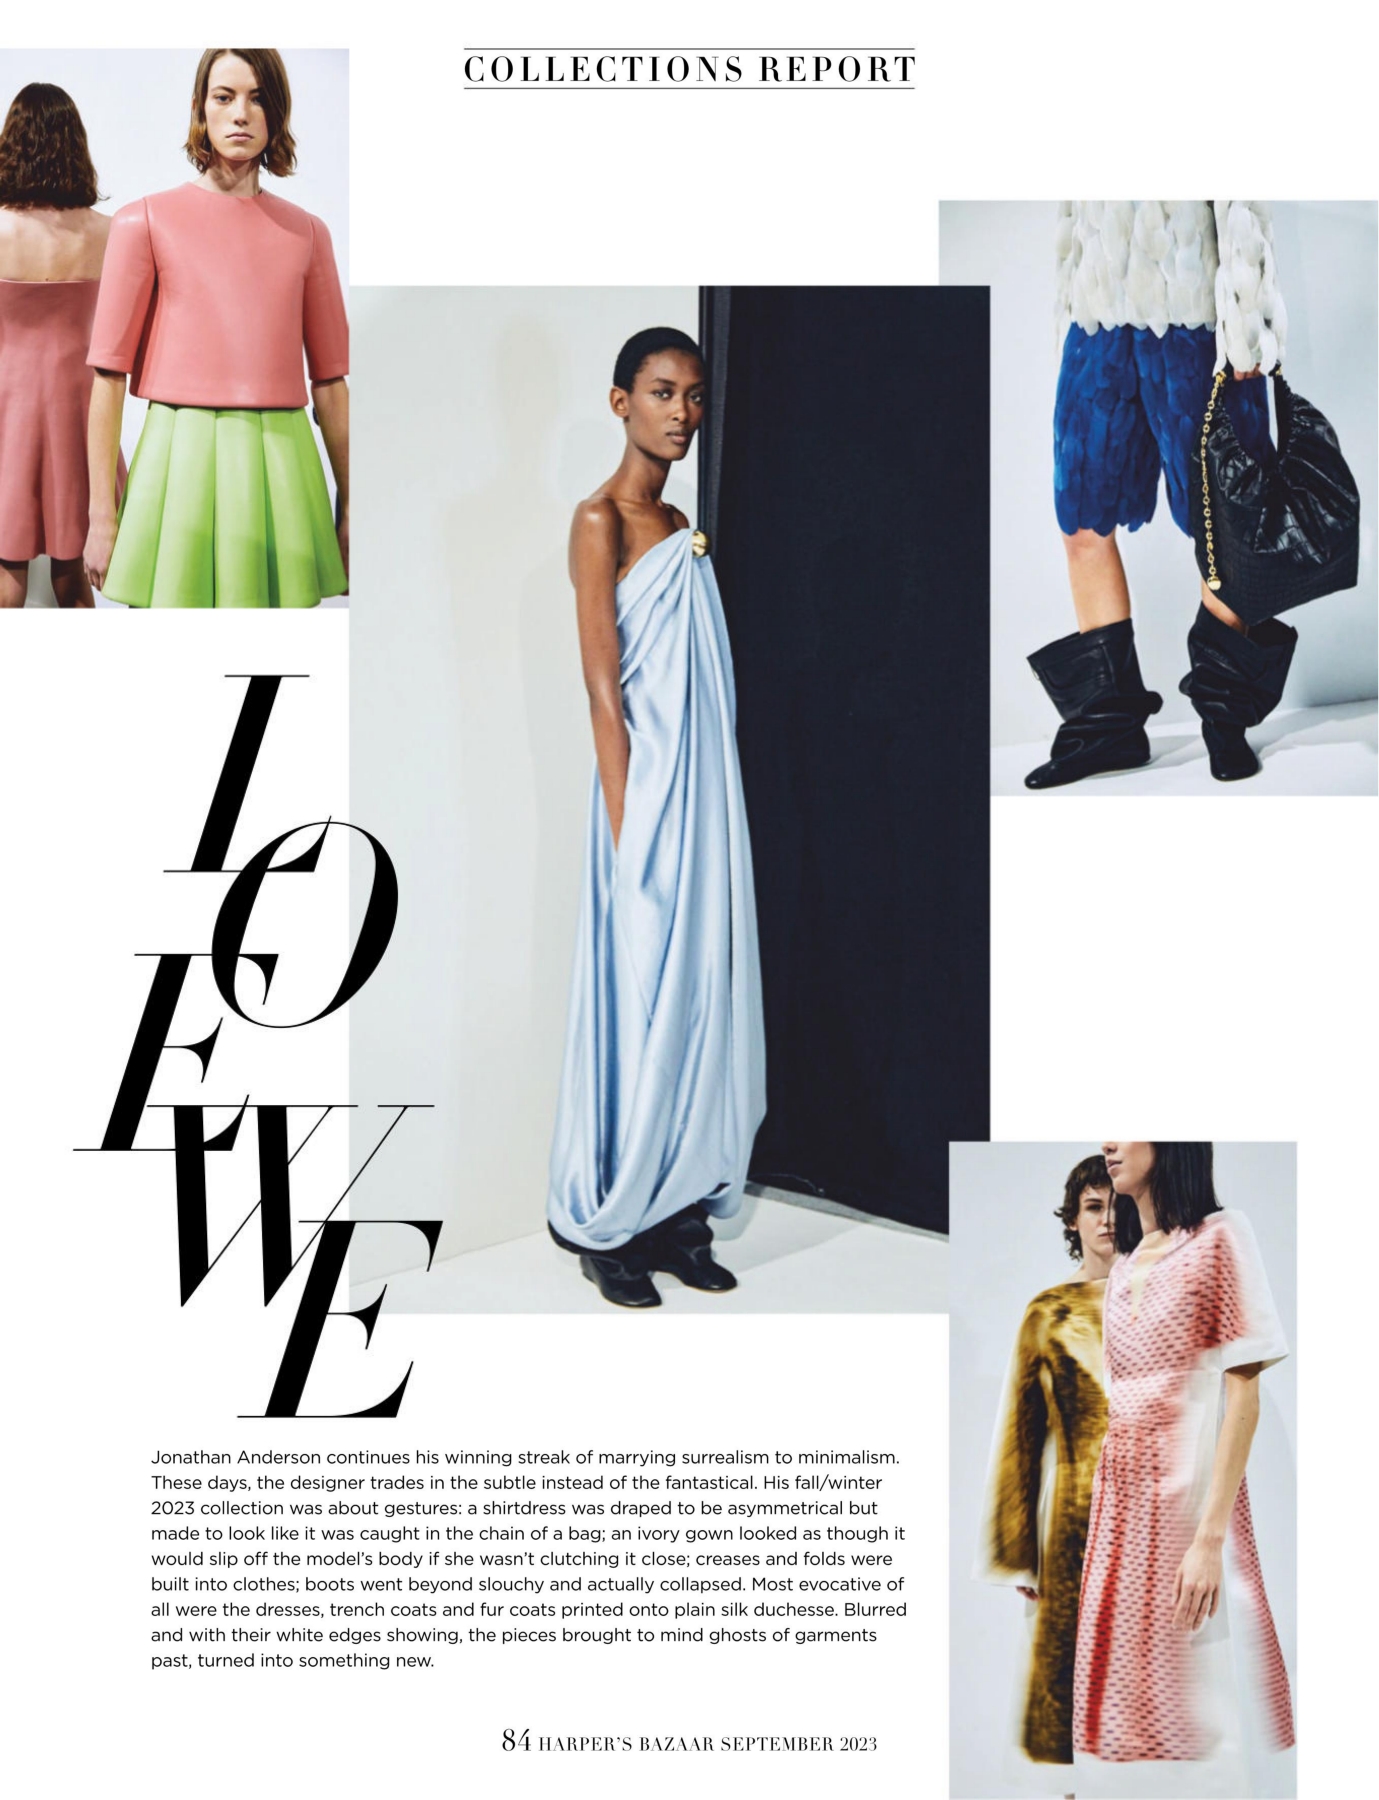 COLLECTIONS REPORT
LOEWE
Jonathan Anderson continues his winning streak of marrying surrealism to minimalism.
These days, the designer trades in the subtle instead of the fantastical. His fall/winter
2023 collection was about gestures: a shirtdress was draped to be asymmetrical but
made to look like it was caught in the chain of a bag; an ivory gown looked as though it
would slip off the model’s body if she wasn’t clutching it close; creases and folds were
built into clothes; boots went beyond slouchy and actually collapsed. Most evocative of
all were the dresses, trench coats and fur coats printed onto plain silk duchesse. Blurred
and with their white edges showing, the pieces brought to mind ghosts of garments
past, turned into something new.
84 HARPER’S BAZAAR SEPTEMBER 2023